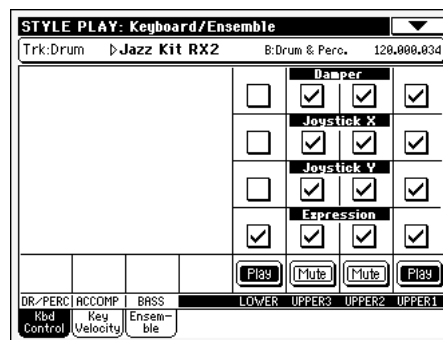 STYLE PLAY: Keyboard/Ensemble
Trk:Drum ▷Jazz Kit RX2 B:Drum & Perc. 120.000.034
Damper
Joystick X
Joystick Y
Expression
Play Mute Mute Play
DR/PERC ACCOMP BASS LOWER UPPER3 UPPER2 UPPER1
Kbd Control Key Velocity Ensem-ble